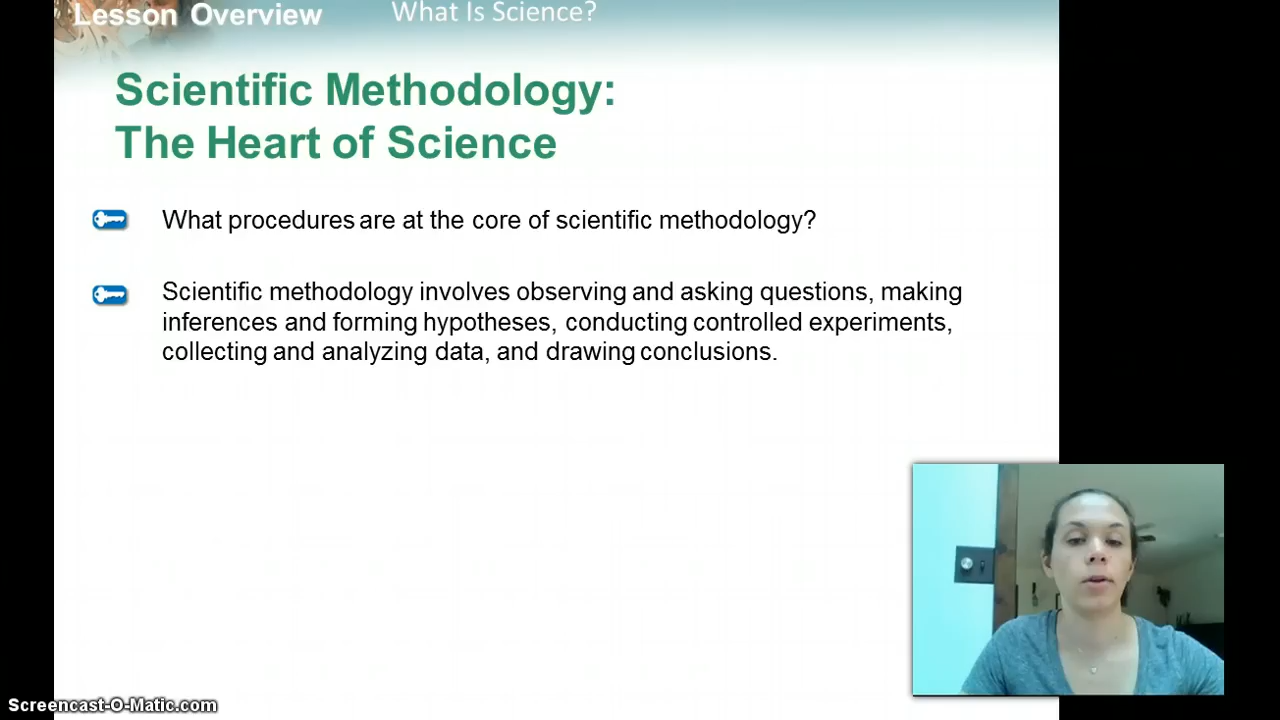 Lesson Overview What Is Science?
Scientific Methodology:
The Heart of Science
What procedures are at the core of scientific methodology?
Scientific methodology involves observing and asking questions, making
inferences and forming hypotheses, conducting controlled experiments,
collecting and analyzing data, and drawing conclusions.
Screencast-O-Matic.com